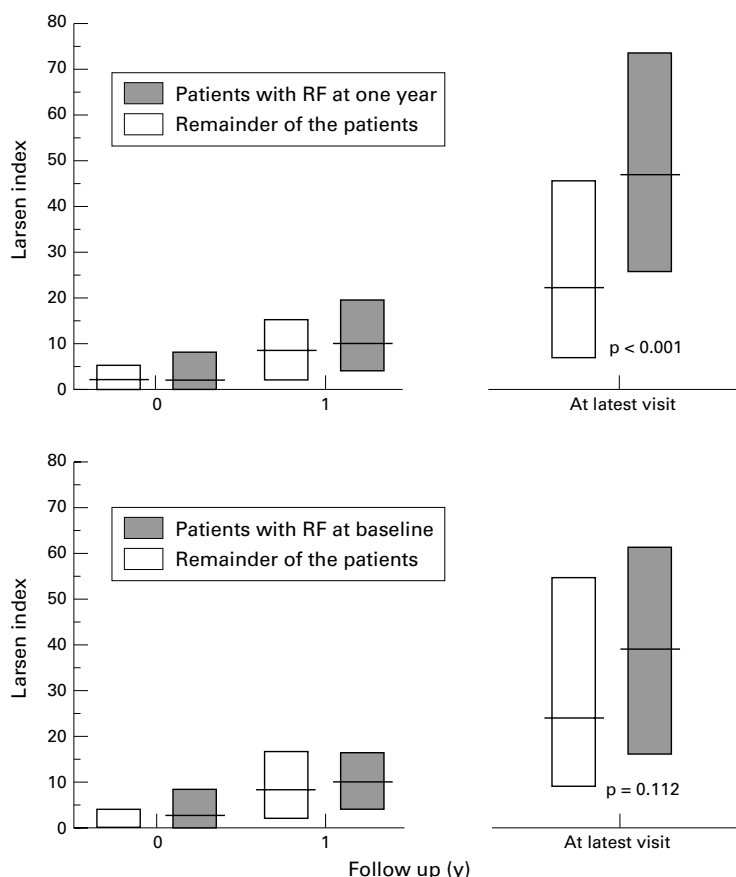 80
70
60
50
40
30
20
10
0
Larsen index
Patients with RF at one year
Remainder of the patients
p < 0.001
0
1
At latest visit
80
70
60
50
40
30
20
10
0
Larsen index
Patients with RF at baseline
Remainder of the patients
p = 0.112
0
1
At latest visit
Follow up (y)